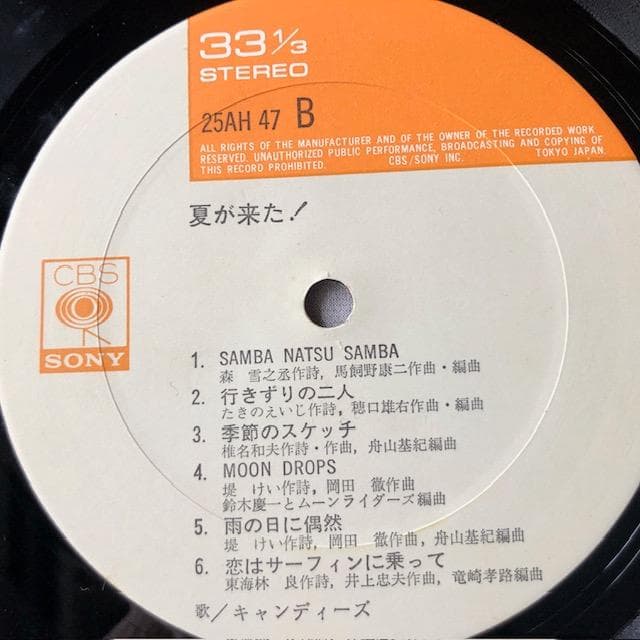 33 1/3
STEREO
25AH 47 B
ALL RIGHTS OF THE MANUFACTURER AND OF THE OWNER OF THE RECORDED WORK
RESERVED. UNAUTHORIZED PUBLIC PERFORMANCE, BROADCASTING AND COPYING OF
THIS RECORD PROHIBITED. CBS/SONY INC. TOKYO JAPAN.
夏が来た!
CBS
SONY
1. SAMBA NATSU SAMBA
森 雪之丞作詩, 馬飼野康二作曲・編曲
2. 行きずりの二人
たきのえいじ作詩, 穂口雄右作曲・編曲
3. 季節のスケッチ
椎名和夫作詩・作曲, 舟山基紀編曲
4. MOON DROPS
堤 けい作詩, 岡田 徹作曲
鈴木慶一とムーンライダーズ編曲
5. 雨の日に偶然
堤 けい作詩, 岡田 徹作曲, 舟山基紀編曲
6. 恋はサーフィンに乗って
東海林 良作詩, 井上忠夫作曲, 竜崎孝路編曲
歌/キャンディーズ